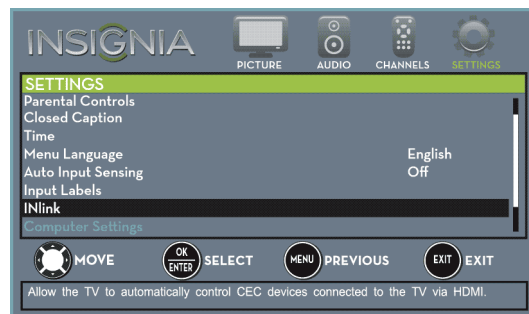 INSIGNIA
PICTURE AUDIO CHANNELS SETTINGS
SETTINGS
Parental Controls
Closed Caption
Time
Menu Language English
Auto Input Sensing Off
Input Labels
INlink
Computer Settings
MOVE OK ENTER SELECT MENU PREVIOUS EXIT EXIT
Allow the TV to automatically control CEC devices connected to the TV via HDMI.